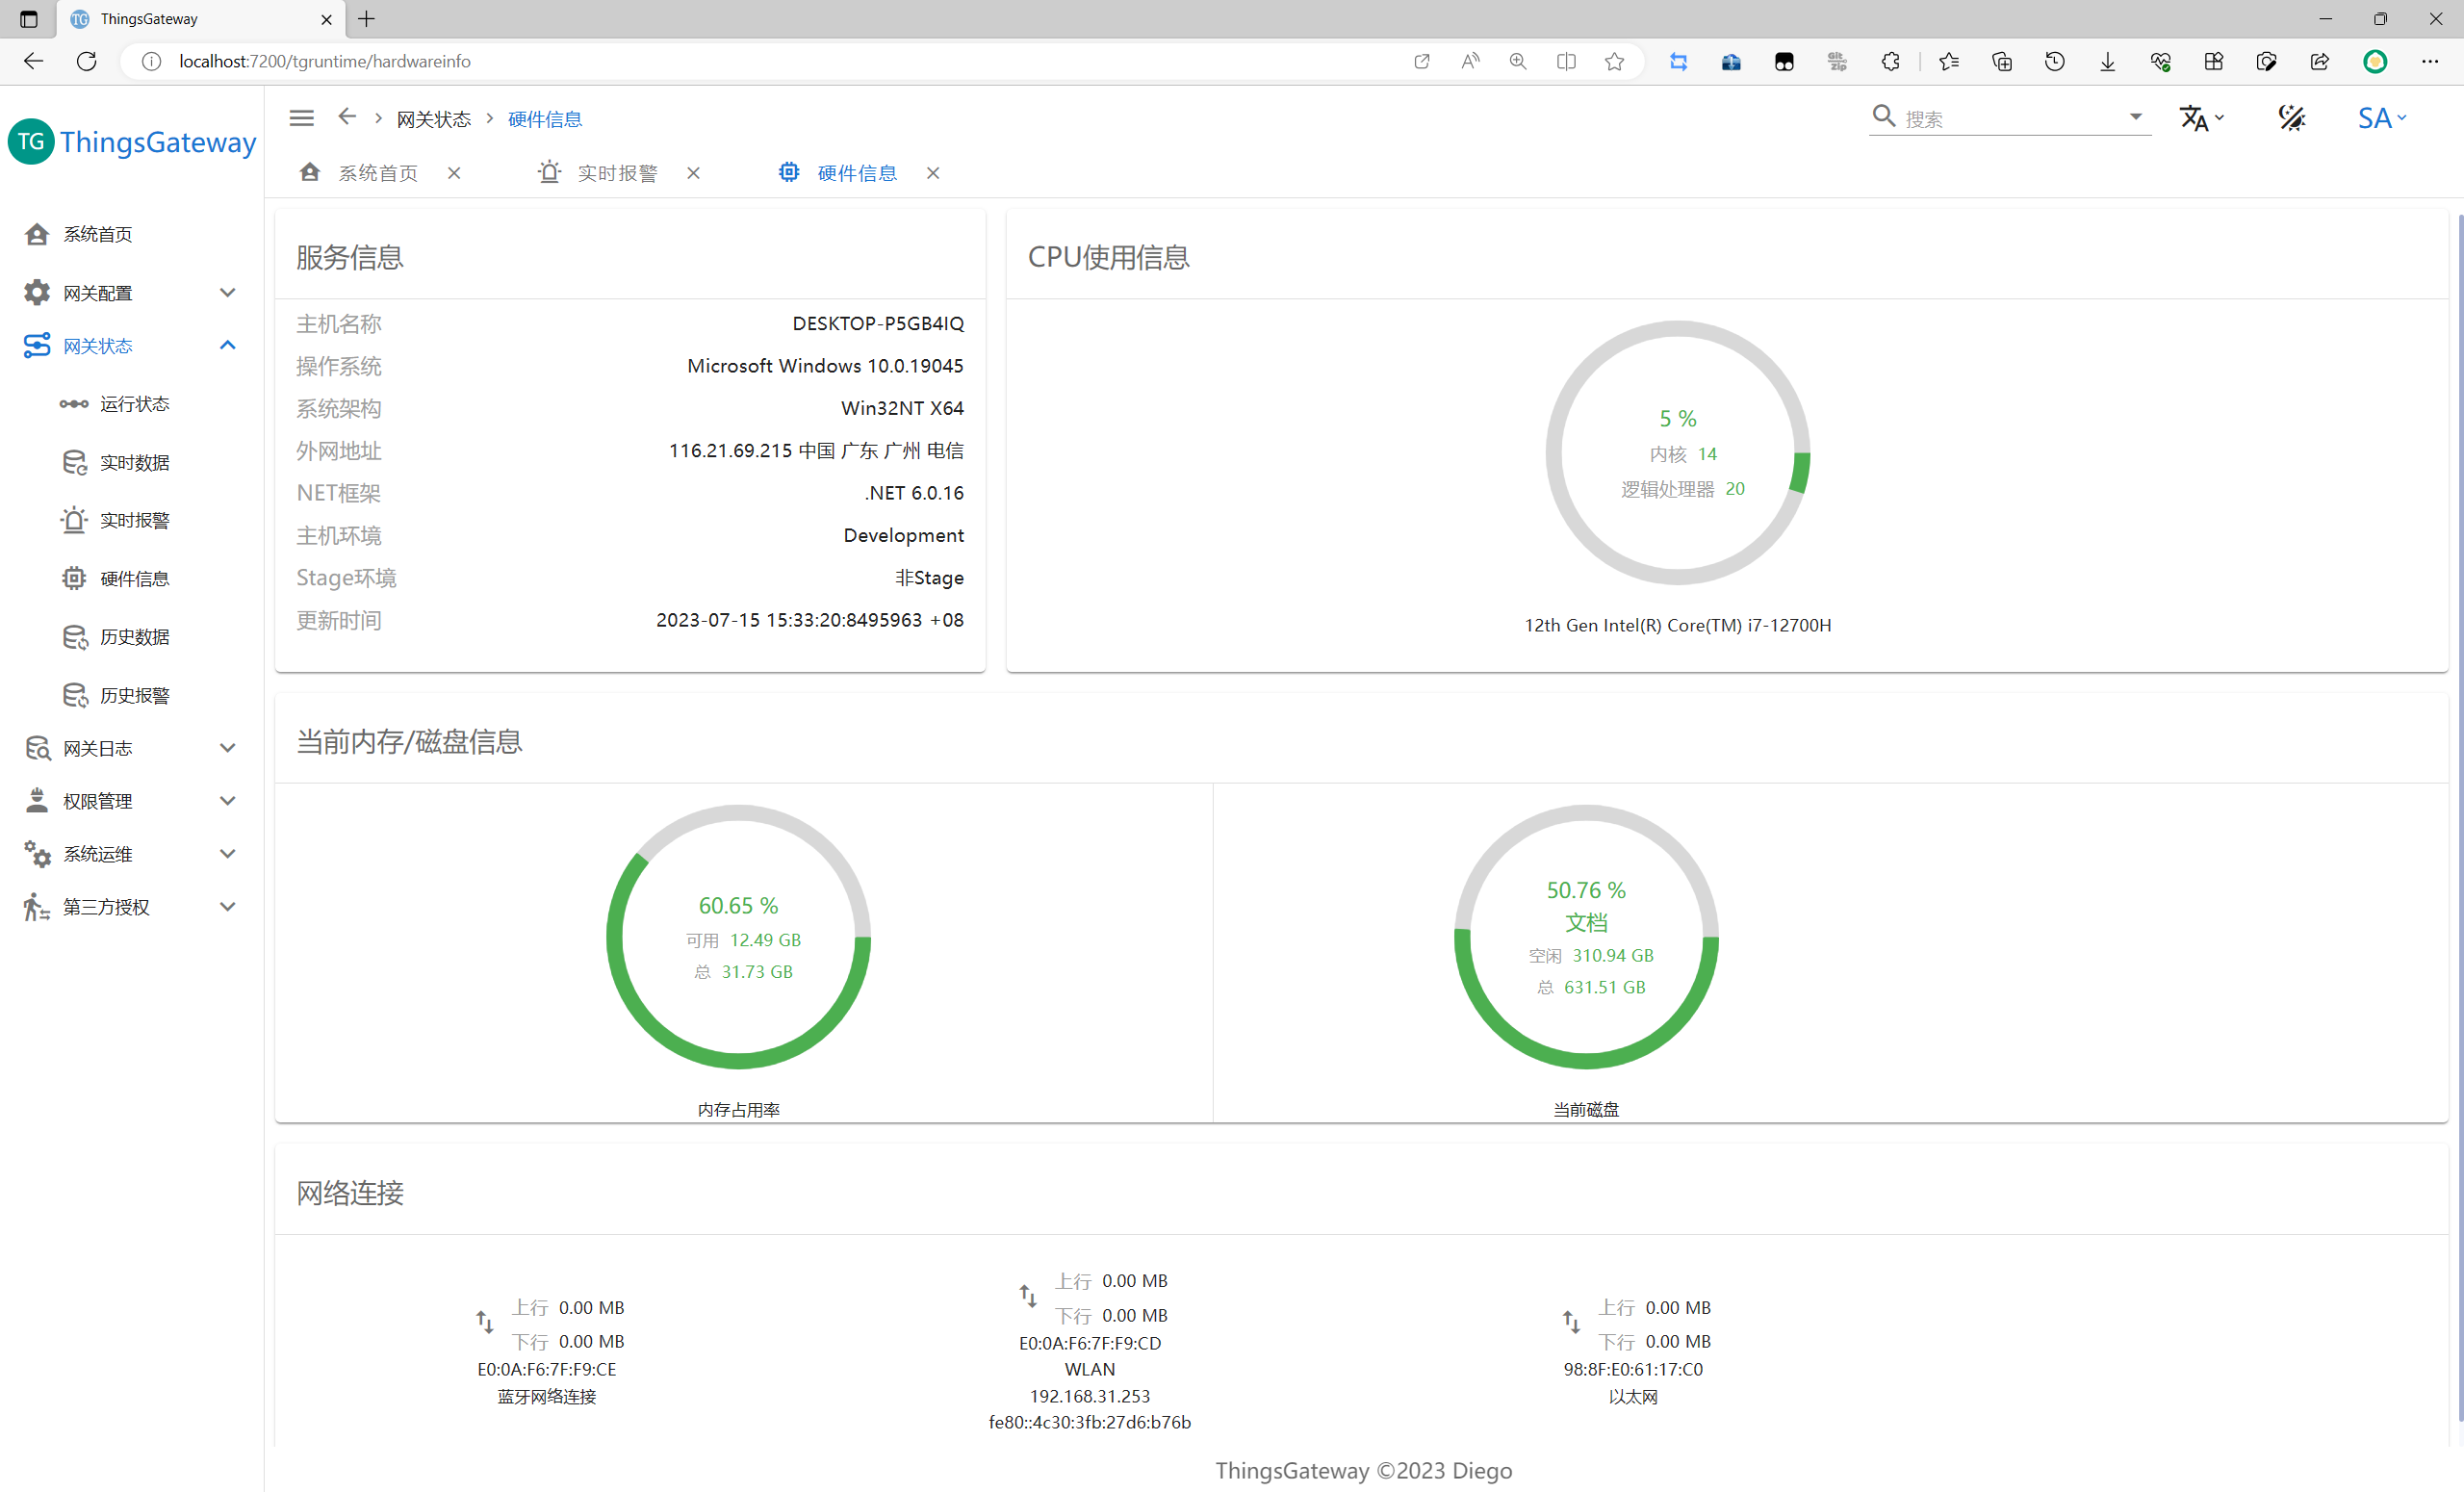 ThingsGateway
localhost:7200/tgruntime/hardwareinfo
Git
zip
TG ThingsGateway
网关状态 硬件信息
搜索
SA
系统首页 实时报警 硬件信息
系统首页
网关配置
网关状态
运行状态
实时数据
实时报警
硬件信息
历史数据
历史报警
网关日志
权限管理
系统运维
第三方授权
服务信息
主机名称 DESKTOP-P5GB4IQ
操作系统 Microsoft Windows 10.0.19045
系统架构 Win32NT X64
外网地址 116.21.69.215 中国 广东 广州 电信
NET框架 .NET 6.0.16
主机环境 Development
Stage环境 非Stage
更新时间 2023-07-15 15:33:20:8495963 +08
CPU使用信息
5 %
内核 14
逻辑处理器 20
12th Gen Intel(R) Core(TM) i7-12700H
当前内存/磁盘信息
60.65 %
可用 12.49 GB
总 31.73 GB
内存占用率
50.76 %
文档
空闲 310.94 GB
总 631.51 GB
当前磁盘
网络连接
上行 0.00 MB
下行 0.00 MB
E0:0A:F6:7F:F9:CE
蓝牙网络连接
上行 0.00 MB
下行 0.00 MB
E0:0A:F6:7F:F9:CD
WLAN
192.168.31.253
fe80::4c30:3fb:27d6:b76b
上行 0.00 MB
下行 0.00 MB
98:8F:E0:61:17:C0
以太网
ThingsGateway ©2023 Diego